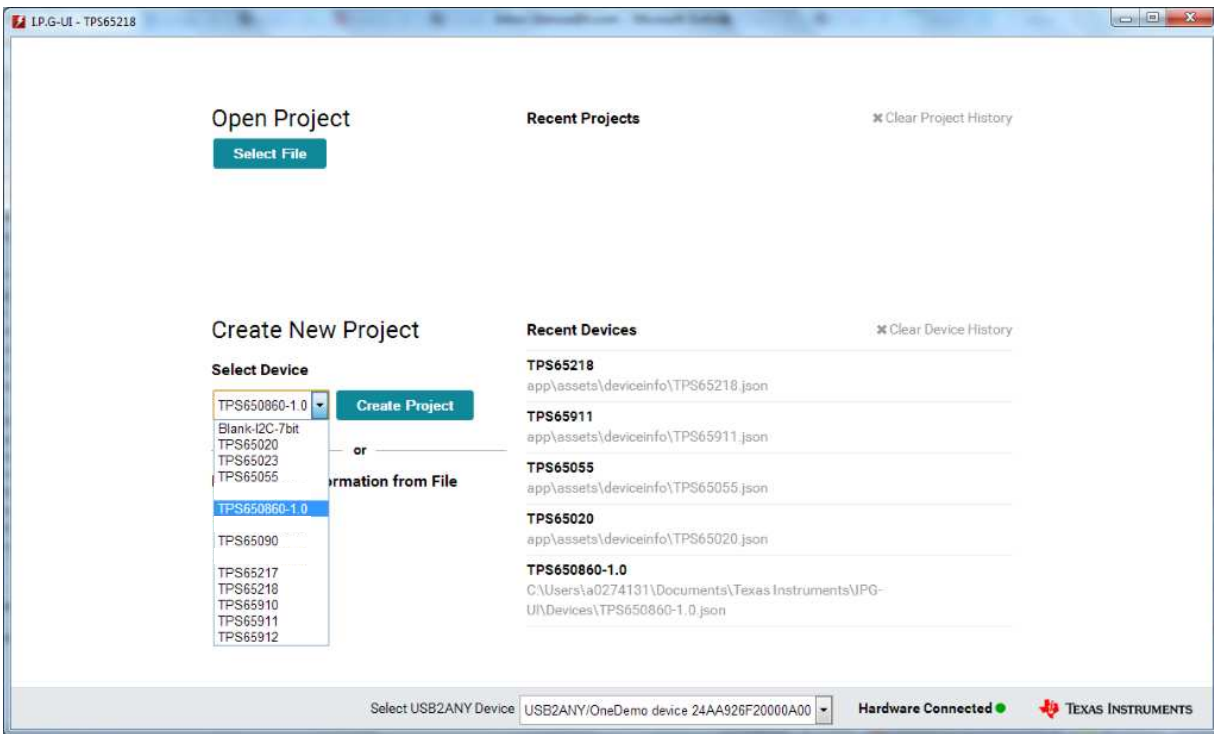 I.P.G-UI - TPS65218
Open Project
Select File
Recent Projects
✖ Clear Project History
Create New Project
Select Device
TPS650860-1.0
Create Project
Blank-I2C-7bit
TPS65020
TPS65023
TPS65055
TPS650860-1.0
TPS65090
TPS65217
TPS65218
TPS65910
TPS65911
TPS65912
or
from File
Recent Devices
✖ Clear Device History
TPS65218
app\assets\deviceinfo\TPS65218.json
TPS65911
app\assets\deviceinfo\TPS65911.json
TPS65055
app\assets\deviceinfo\TPS65055.json
TPS65020
app\assets\deviceinfo\TPS65020.json
TPS650860-1.0
C:\Users\a0274131\Documents\Texas Instruments\IPG-
UI\Devices\TPS650860-1.0.json
Select USB2ANY Device
USB2ANY/OneDemo device 24AA926F20000A00
Hardware Connected
TEXAS INSTRUMENTS